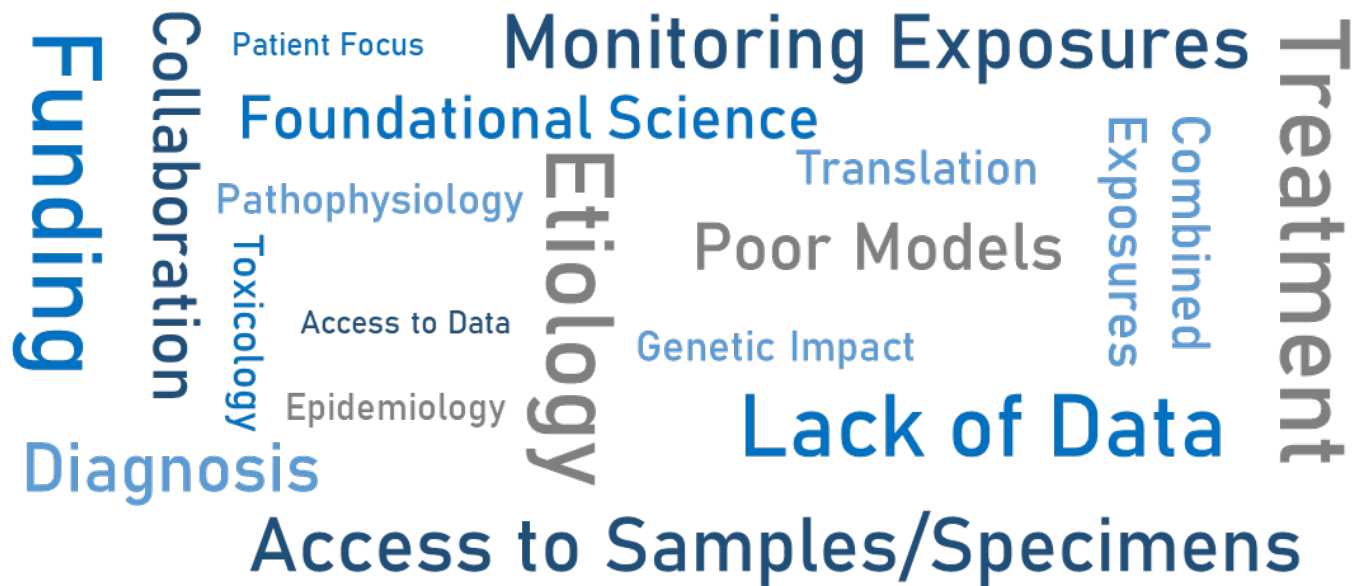 Funding
Collaboration
Patient Focus
Monitoring Exposures
Treatment
Foundational Science
Etiology
Translation
Combined
Exposures
Pathophysiology
Poor Models
Toxicology
Access to Data
Genetic Impact
Epidemiology
Lack of Data
Diagnosis
Access to Samples/Specimens